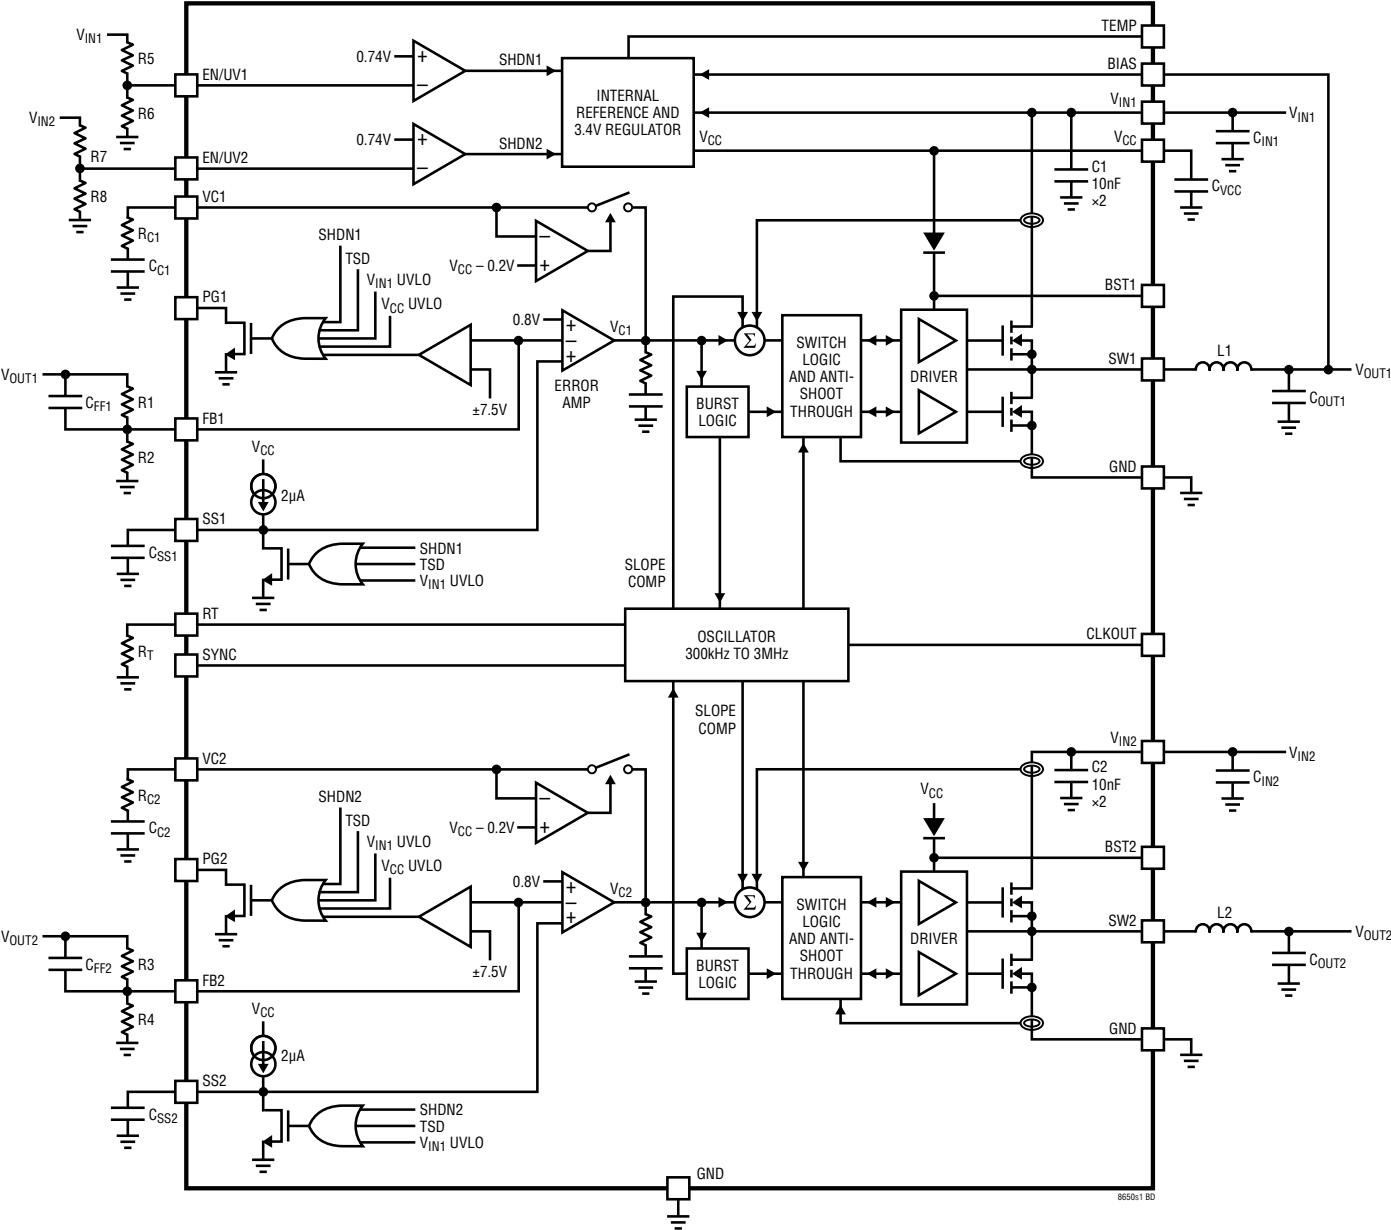 TEMP
VIN1
0.74V
SHDN1
BIAS
R5
EN/UV1
INTERNAL
REFERENCE AND
3.4V REGULATOR
VIN1
VIN1
R6
VIN2
0.74V
SHDN2
VCC
VCC
CIN1
R7
EN/UV2
C1
10nF
×2
CVCC
R8
VC1
RC1
SHDN1
TSD
VIN1 UVLO
VCC UVLO
VCC – 0.2V
CC1
PG1
BST1
0.8V
VC1
Σ
SWITCH
LOGIC
AND ANTI-
SHOOT
THROUGH
DRIVER
SW1
L1
VOUT1
VOUT1
ERROR
AMP
±7.5V
CFF1
R1
BURST
LOGIC
COUT1
FB1
R2
VCC
GND
2µA
SS1
CSS1
SHDN1
TSD
VIN1 UVLO
SLOPE
COMP
RT
OSCILLATOR
300kHz TO 3MHz
CLKOUT
RT
SYNC
SLOPE
COMP
VIN2
VIN2
VC2
C2
10nF
×2
CIN2
RC2
SHDN2
TSD
VIN1 UVLO
VCC UVLO
VCC – 0.2V
VCC
CC2
PG2
BST2
0.8V
VC2
Σ
SWITCH
LOGIC
AND ANTI-
SHOOT
THROUGH
DRIVER
SW2
L2
VOUT2
VOUT2
±7.5V
CFF2
R3
BURST
LOGIC
COUT2
FB2
R4
VCC
GND
2µA
SS2
CSS2
SHDN2
TSD
VIN1 UVLO
GND
8650s1 BD